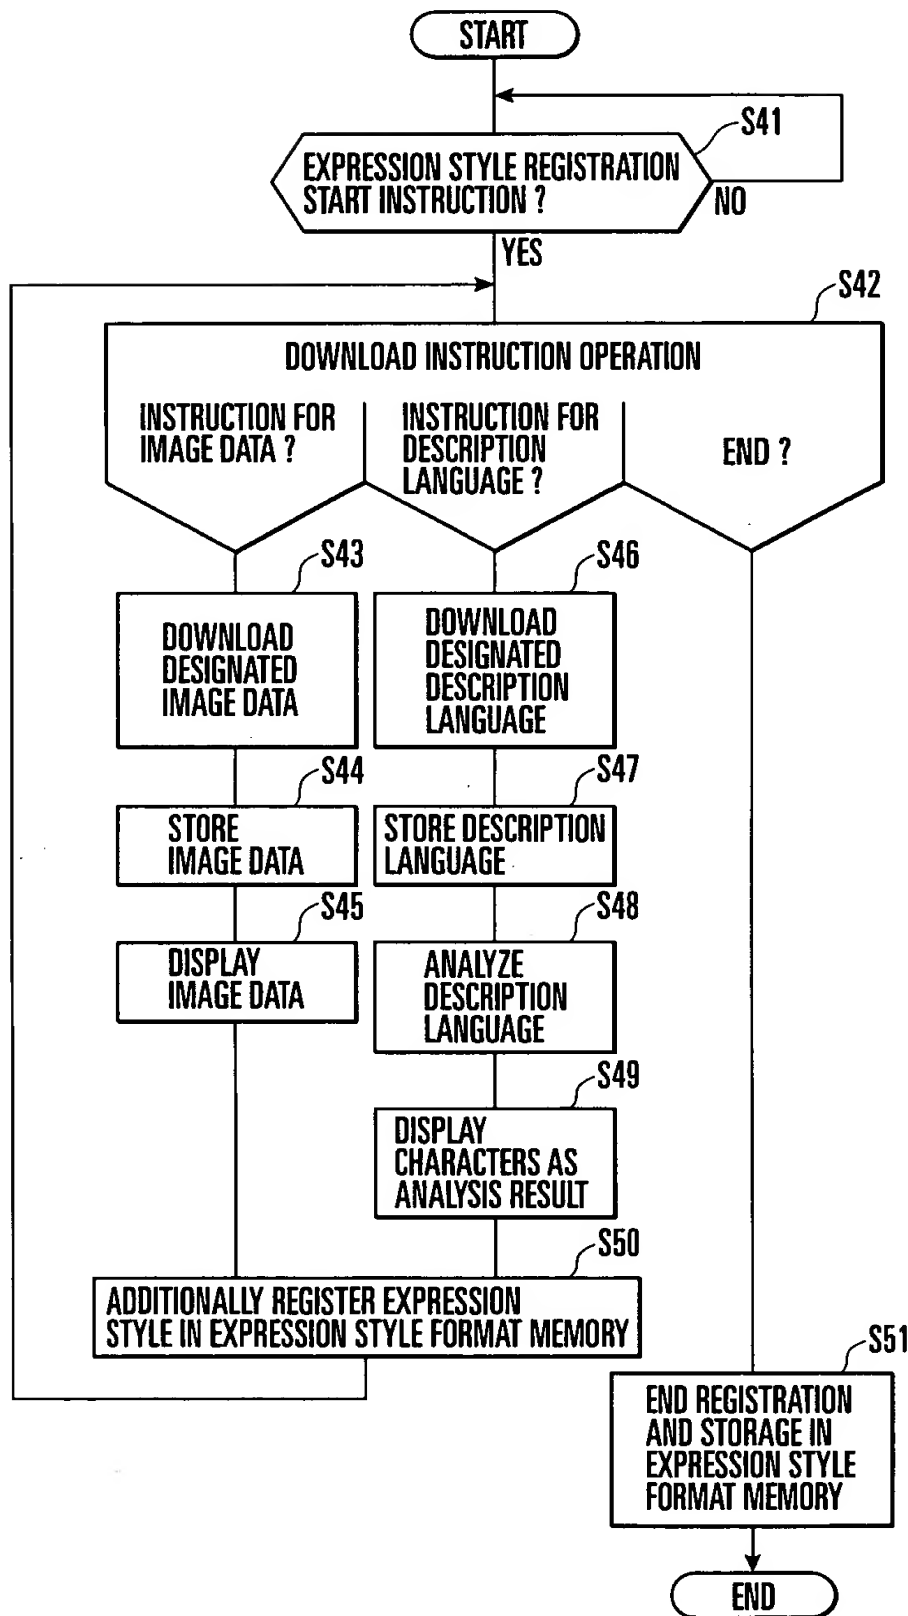 START
S41
EXPRESSION STYLE REGISTRATION
START INSTRUCTION ?
NO
YES
S42
DOWNLOAD INSTRUCTION OPERATION
INSTRUCTION FOR
IMAGE DATA ?
INSTRUCTION FOR
DESCRIPTION
LANGUAGE ?
END ?
S43
DOWNLOAD
DESIGNATED
IMAGE DATA
S46
DOWNLOAD
DESIGNATED
DESCRIPTION
LANGUAGE
S44
STORE
IMAGE DATA
S47
STORE DESCRIPTION
LANGUAGE
S45
DISPLAY
IMAGE DATA
S48
ANALYZE
DESCRIPTION
LANGUAGE
S49
DISPLAY
CHARACTERS AS
ANALYSIS RESULT
S50
ADDITIONALLY REGISTER EXPRESSION
STYLE IN EXPRESSION STYLE FORMAT MEMORY
S51
END REGISTRATION
AND STORAGE IN
EXPRESSION STYLE
FORMAT MEMORY
END